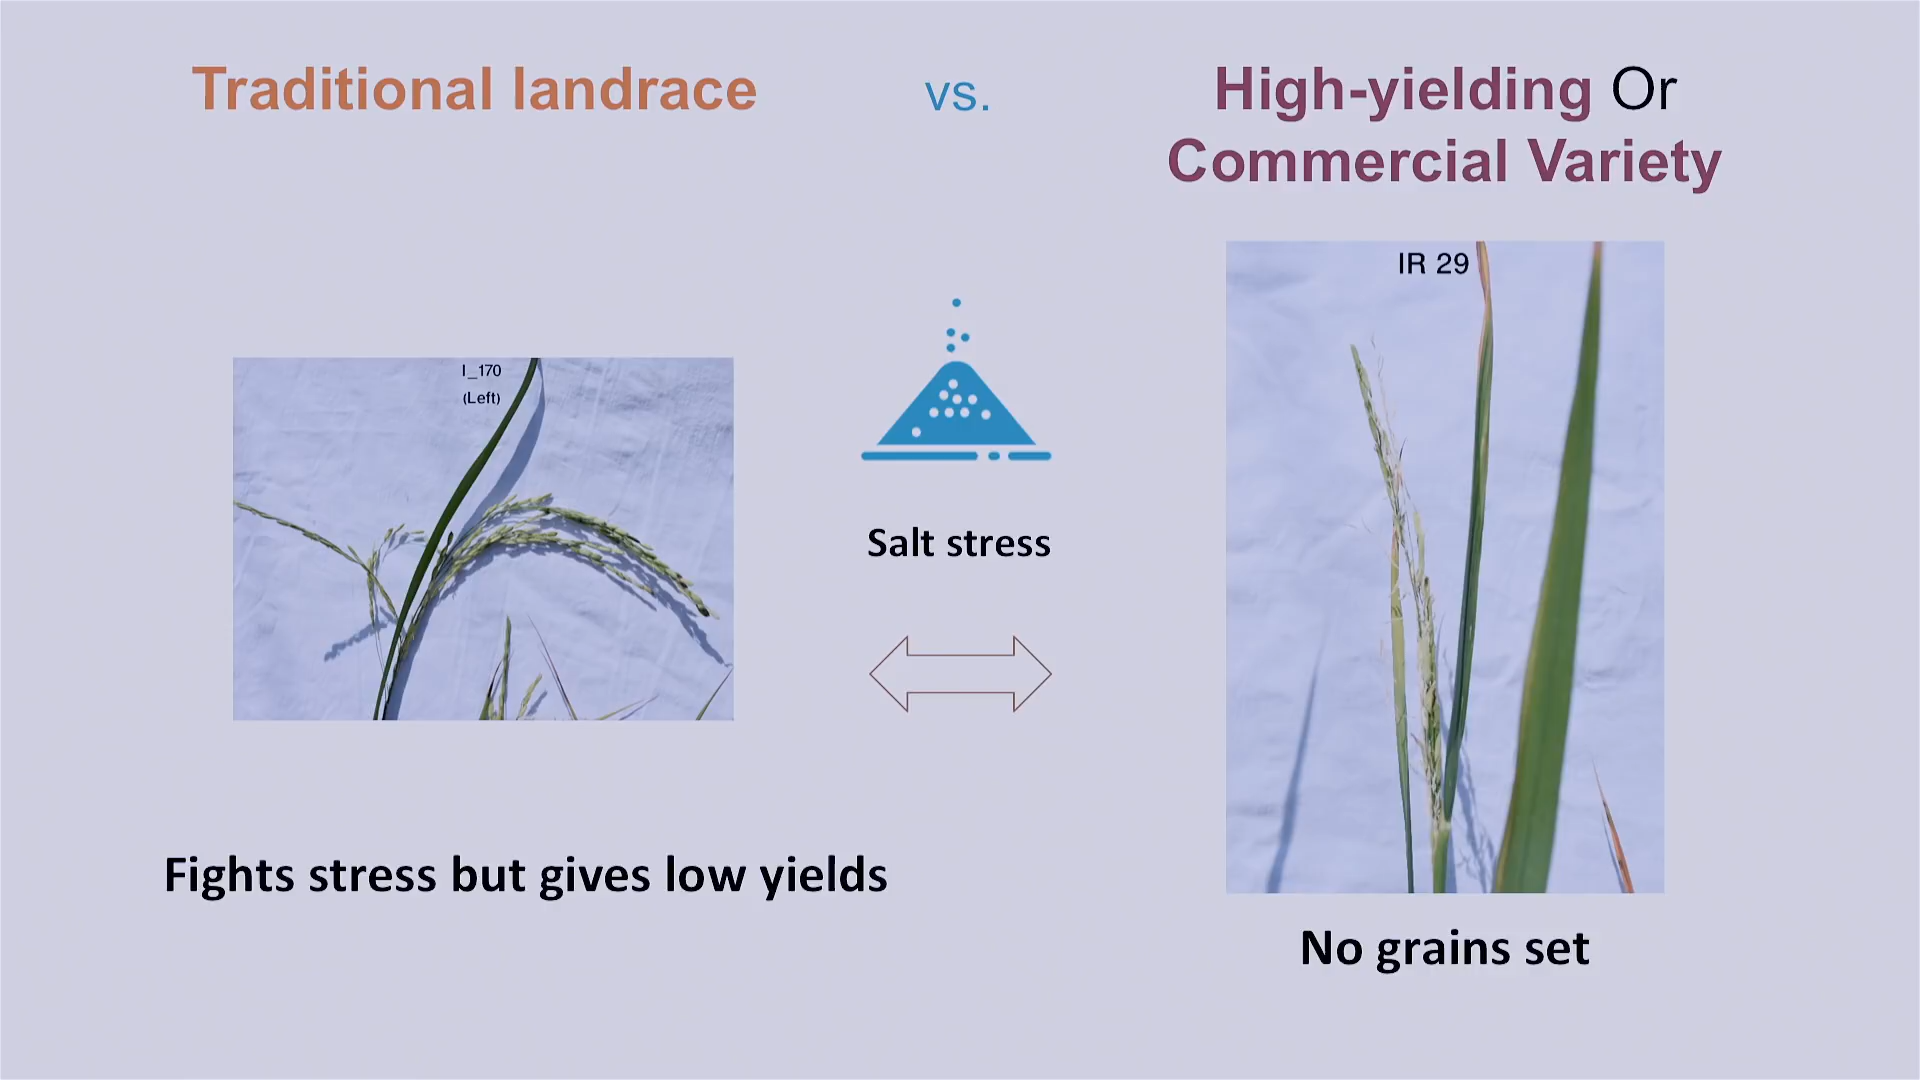 Traditional landrace
vs.
High-yielding Or
Commercial Variety
I_170
(Left)
Salt stress
IR 29
Fights stress but gives low yields
No grains set